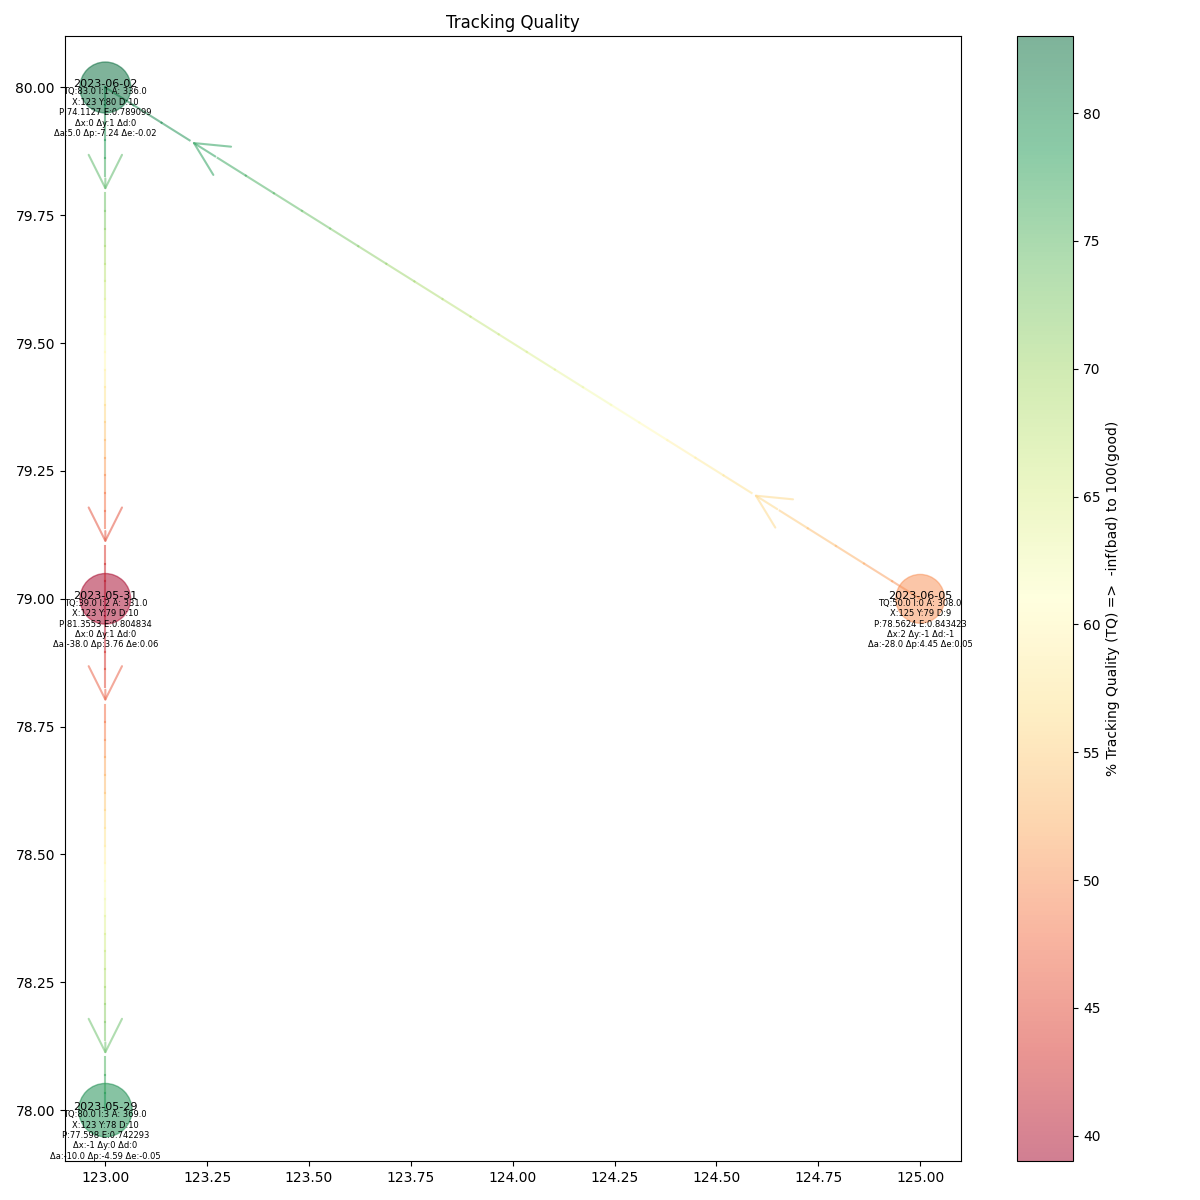 Tracking Quality
80.00
79.75
79.50
79.25
79.00
78.75
78.50
78.25
78.00
2023-06-02
TQ:83.0 I:1 A: 336.0
X:123 Y:80 D:10
P:74.1127 E:0.789099
Δx:0 Δy:1 Δd:0
Δa:5.0 Δp:-7.24 Δe:-0.02
2023-05-31
TQ:39.0 I:2 A: 331.0
X:123 Y:79 D:10
P:81.3553 E:0.804834
Δx:0 Δy:1 Δd:0
Δa:-38.0 Δp:3.76 Δe:0.06
2023-06-05
TQ:50.0 I:0 A: 308.0
X:125 Y:79 D:9
P:78.5624 E:0.843423
Δx:2 Δy:-1 Δd:-1
Δa:-28.0 Δp:4.45 Δe:0.05
2023-05-29
TQ:80.0 I:3 A: 369.0
X:123 Y:78 D:10
P:77.598 E:0.742293
Δx:-1 Δy:0 Δd:0
Δa:-10.0 Δp:-4.59 Δe:-0.05
123.00 123.25 123.50 123.75 124.00 124.25 124.50 124.75 125.00
80
75
70
65
60
55
50
45
40
% Tracking Quality (TQ) => -inf(bad) to 100(good)